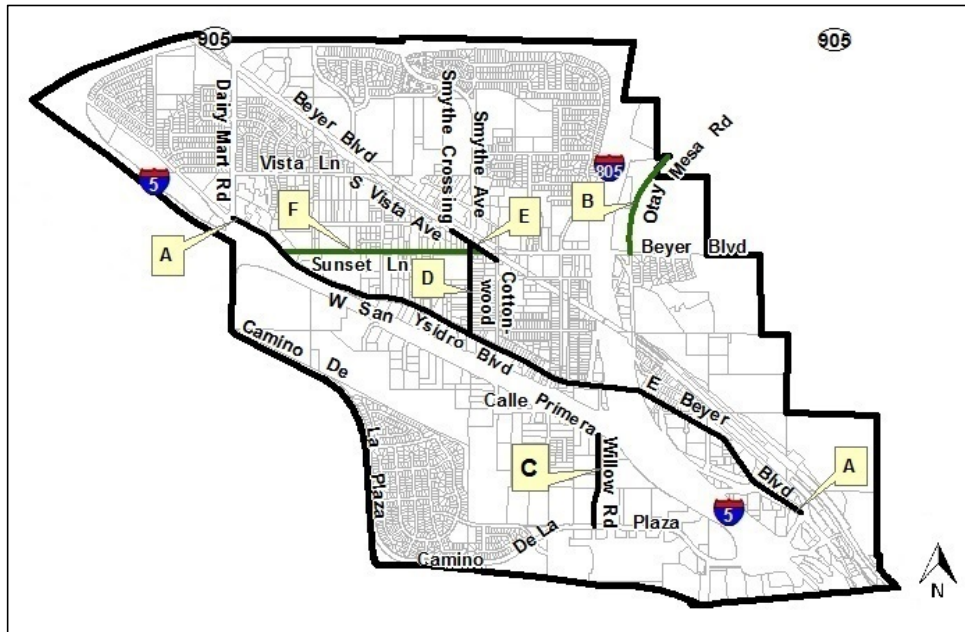 905
905
Smythe Crossing
Smythe Ave
Dairy Mart Rd
Beyer Blvd
Vista Ln
S Vista Ave
805
Otay Mesa Rd
5
B
F
E
A
Beyer Blvd
Sunset Ln
D
Cotton-
wood
W San Ysidro Blvd
Camino De
La Plaza
Calle Primera
E Beyer Blvd
C
Willow Rd
A
5
Camino De La Plaza
N